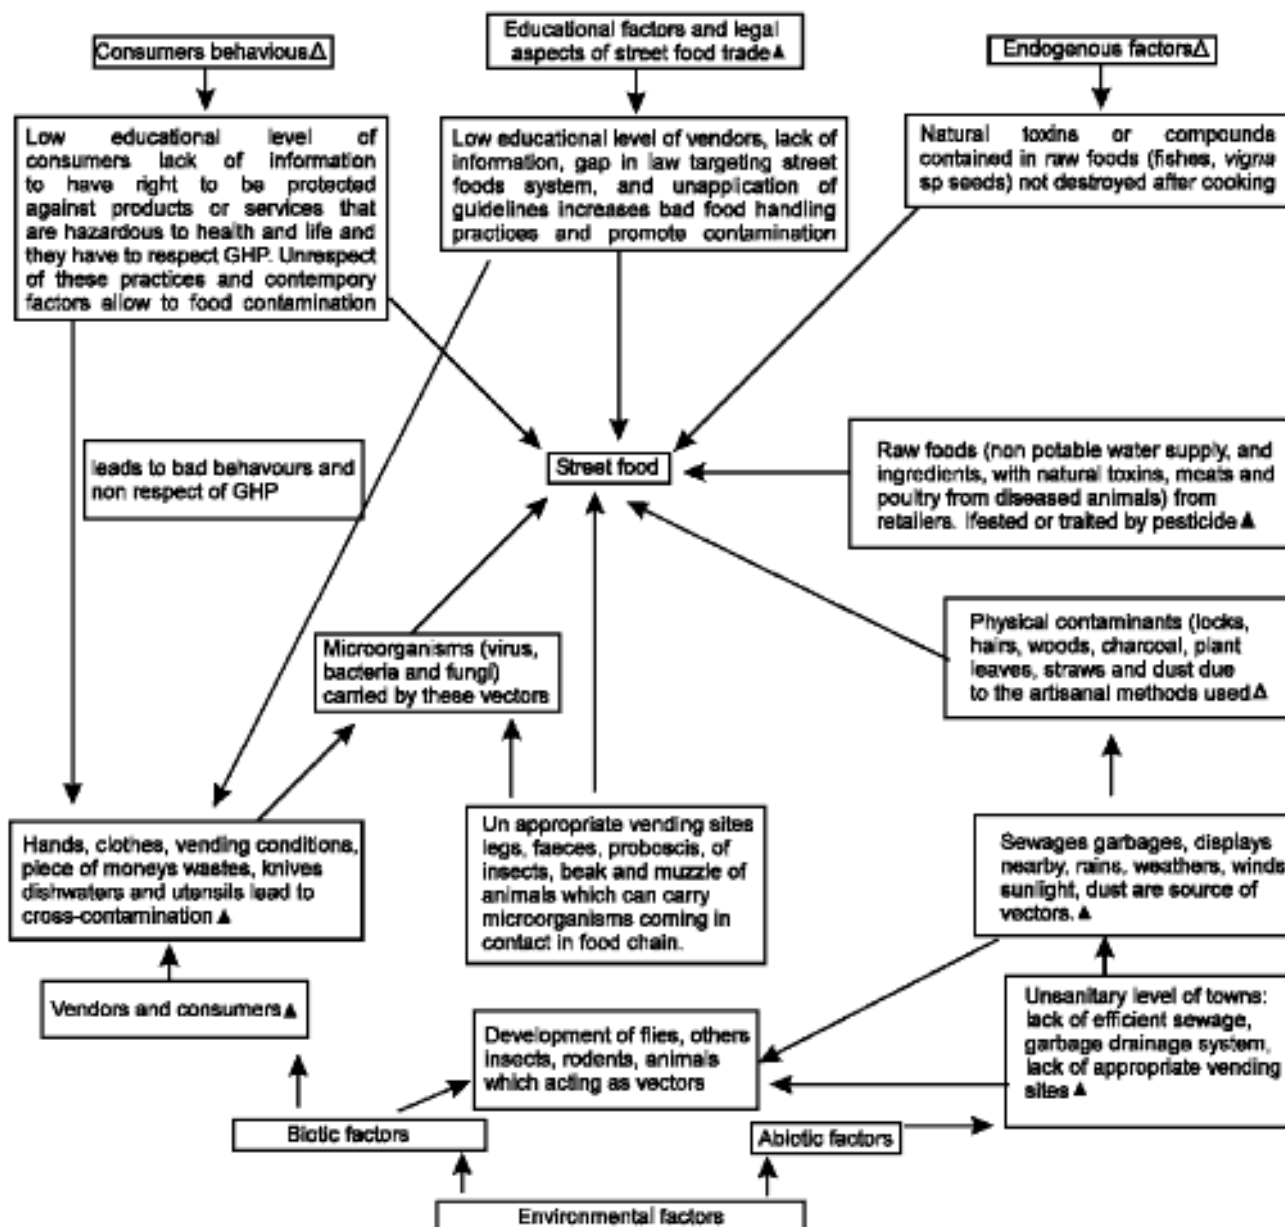 Consumers behavious△
Educational factors and legal
aspects of street food trade▲
Endogenous factors△
Low educational level of
consumers lack of information
to have right to be protected
against products or services that
are hazardous to health and life and
they have to respect GHP. Unrespect
of these practices and contempory
factors allow to food contamination
Low educational level of vendors, lack of
information, gap in law targeting street
foods system, and unapplication of
guidelines increases bad food handling
practices and promote contamination
Natural toxins or compounds
contained in raw foods (fishes, vigna
sp seeds) not destroyed after cooking
leads to bad behavours and
non respect of GHP
Street food
Raw foods (non potable water supply, and
ingredients, with natural toxins, meats and
poultry from diseased animals) from
retailers. Ifested or traited by pesticide▲
Microorganisms (virus,
bacteria and fungi)
carried by these vectors
Physical contaminants (locks,
hairs, woods, charcoal, plant
leaves, straws and dust due
to the artisanal methods used△
Hands, clothes, vending conditions,
piece of moneys wastes, knives
dishwaters and utensils lead to
cross-contamination▲
Un appropriate vending sites
legs, faeces, proboscis, of
insects, beak and muzzle of
animals which can carry
microorganisms coming in
contact in food chain.
Sewages garbages, displays
nearby, rains, weathers, winds
sunlight, dust are source of
vectors.▲
Vendors and consumers▲
Development of flies, others
insects, rodents, animals
which acting as vectors
Unsanitary level of towns:
lack of efficient sewage,
garbage drainage system,
lack of appropriate vending
sites▲
Biotic factors
Abiotic factors
Environmental factors